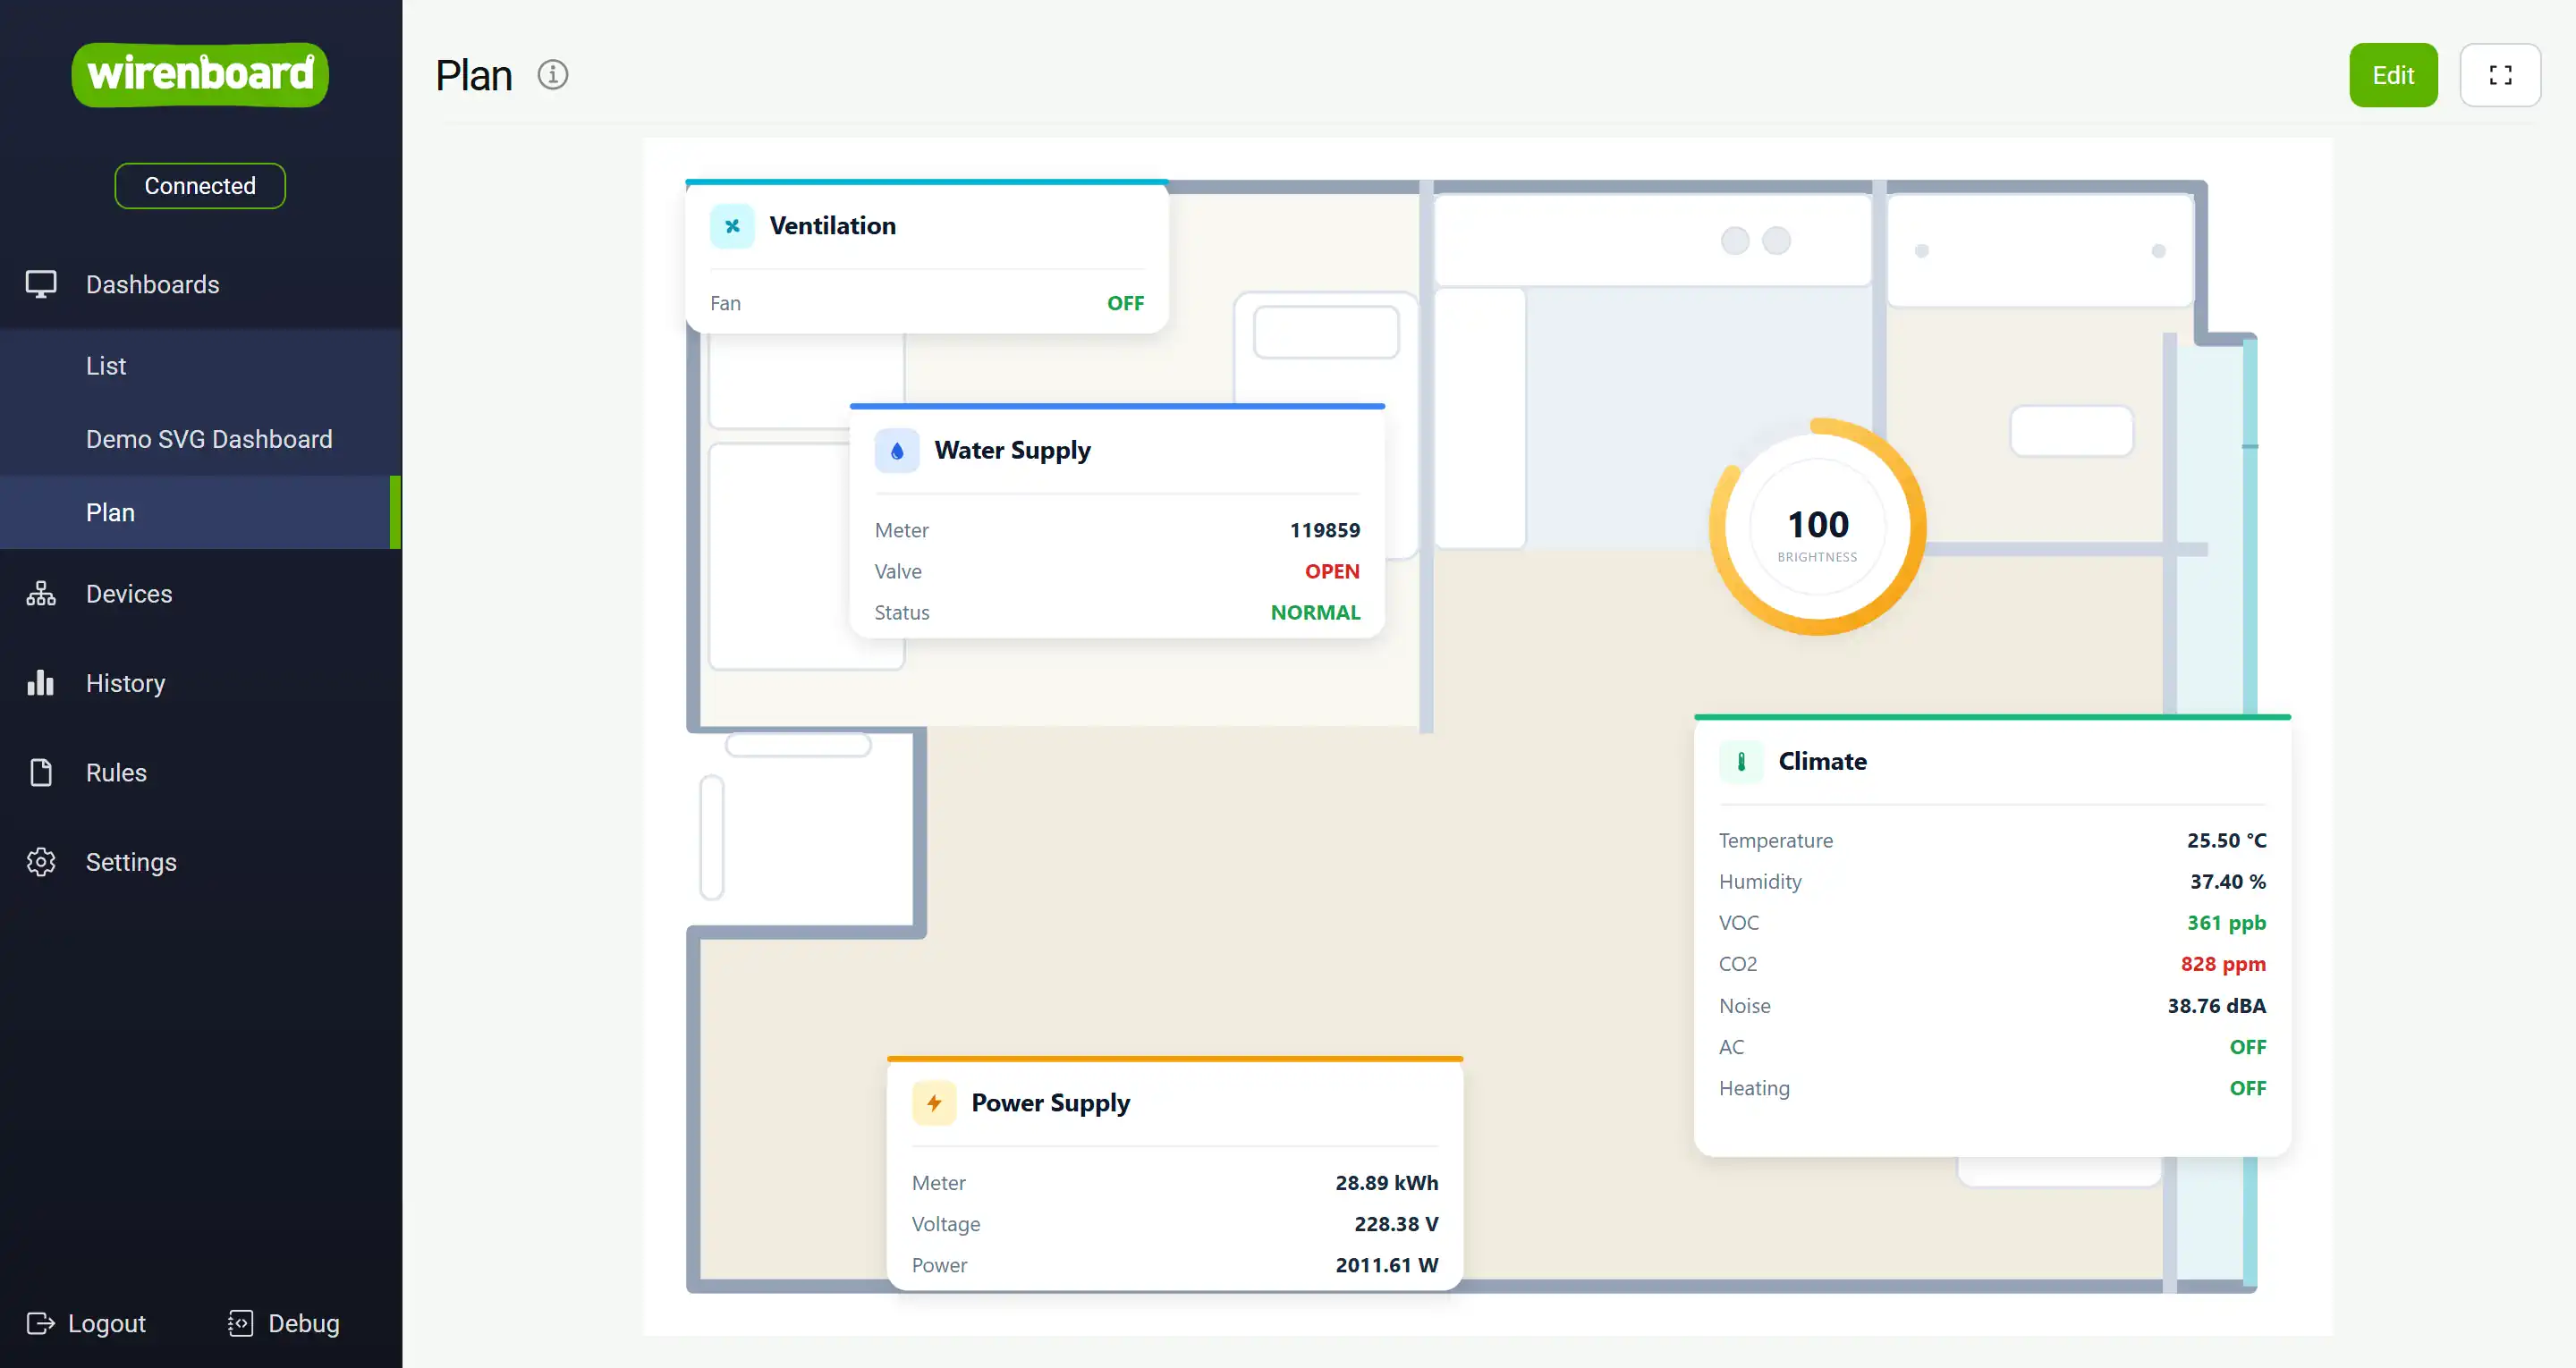 wirenboard
Connected
Dashboards
List
Demo SVG Dashboard
Plan
Devices
History
Rules
Settings
Logout
Debug
Plan
Edit
Ventilation
Fan OFF
Water Supply
Meter 119859
Valve OPEN
Status NORMAL
100
BRIGHTNESS
Climate
Temperature 25.50 °C
Humidity 37.40 %
VOC 361 ppb
CO2 828 ppm
Noise 38.76 dBA
AC OFF
Heating OFF
Power Supply
Meter 28.89 kWh
Voltage 228.38 V
Power 2011.61 W